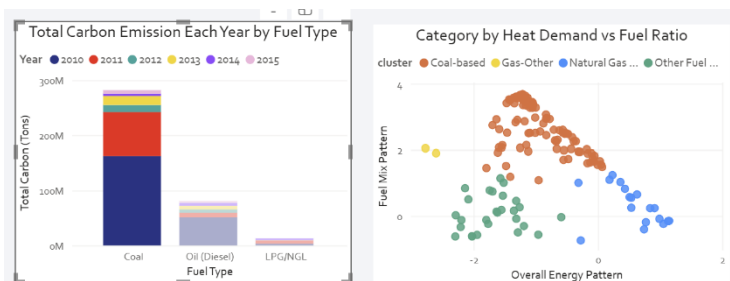 Total Carbon Emission Each Year by Fuel Type
Year 2010 2011 2012 2013 2014 2015
300M
200M
100M
0M
Total Carbon (Tons)
Coal
Oil (Diesel)
LPG/NGL
Fuel Type
Category by Heat Demand vs Fuel Ratio
cluster Coal-based Gas-Other Natural Gas ... Other Fuel ...
4
2
0
Fuel Mix Pattern
-2
0
2
Overall Energy Pattern